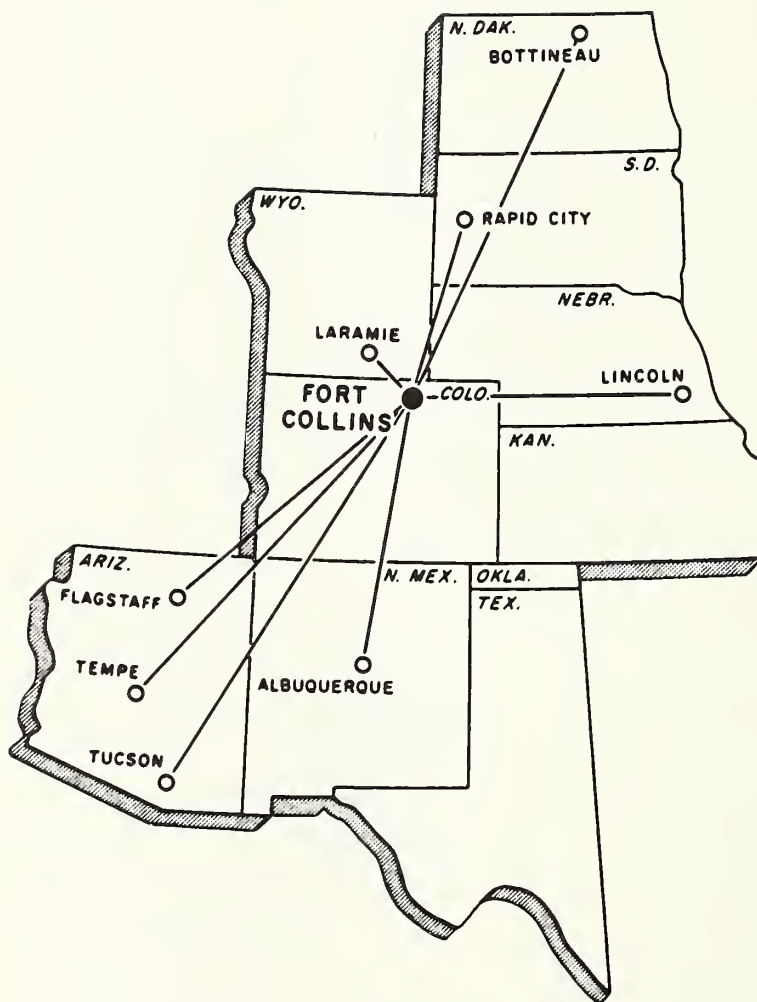 N. DAK.
BOTTINEAU
S.D.
WYO.
RAPID CITY
NEBR.
LARAMIE
LINCOLN
FORT
COLLINS
COLO.
KAN.
ARIZ.
N. MEX.
OKLA.
FLAGSTAFF
TEX.
TEMPE
ALBUQUERQUE
TUCSON